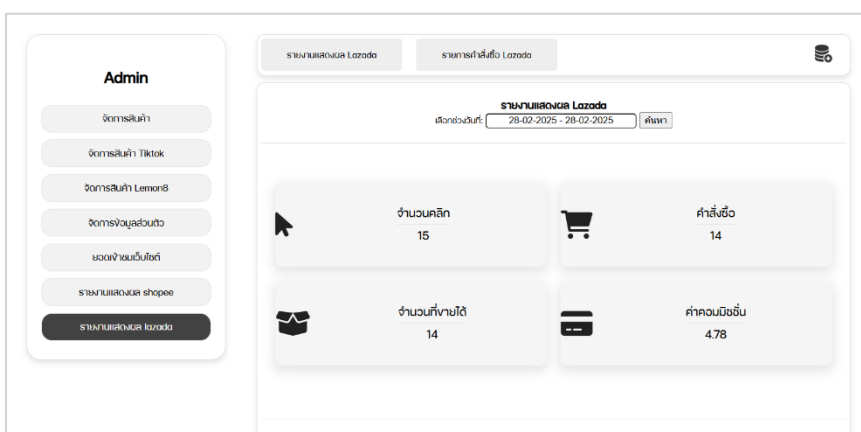 Admin
จัดการสินค้า
จัดการสินค้า Tiktok
จัดการสินค้า Lemon8
จัดการข้อมูลส่วนตัว
ยอดเข้าชมเว็บไซต์
รายงานแสดงผล shopee
รายงานแสดงผล lazada
รายงานแสดงผล Lazada
รายการคำสั่งซื้อ Lazada
รายงานแสดงผล Lazada
เลือกช่วงวันที่: 28-02-2025 - 28-02-2025 ค้นหา
จำนวนคลิก
15
คำสั่งซื้อ
14
จำนวนที่ขายได้
14
ค่าคอมมิชชั่น
4.78